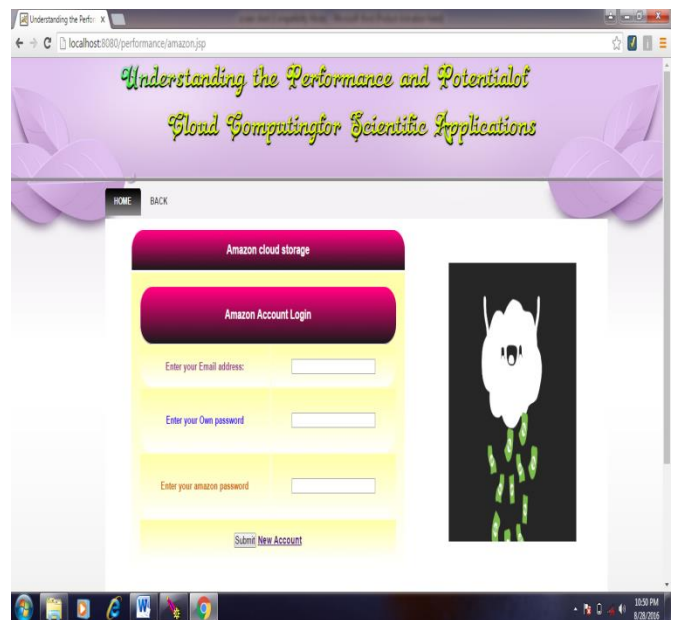 Understanding the Perfo: x
localhost:8080/performance/amazon.jsp
Understanding the Performance and Potentialof
Cloud Computingfor Scientific Applications
HOME BACK
Amazon cloud storage
Amazon Account Login
Enter your Email address:
Enter your Own password
Enter your amazon password
Submit New Account
10:50 PM
8/28/2016